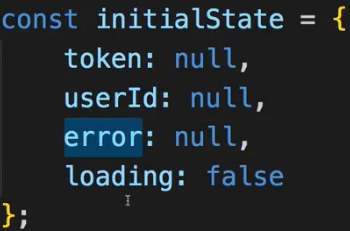 const initialState = {
    token: null,
    userId: null,
    error: null,
    loading: false
};